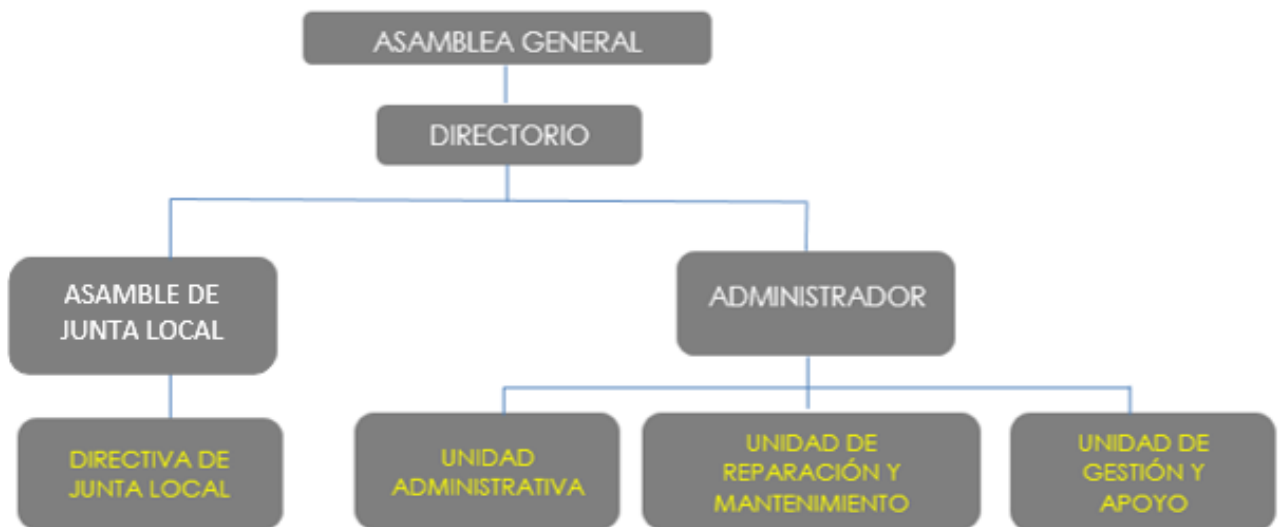 ASAMBLEA GENERAL
DIRECTORIO
ASAMBLE DE
JUNTA LOCAL
ADMINISTRADOR
DIRECTIVA DE
JUNTA LOCAL
UNIDAD
ADMINISTRATIVA
UNIDAD DE
REPARACIÓN Y
MANTENIMIENTO
UNIDAD DE
GESTIÓN Y
APOYO